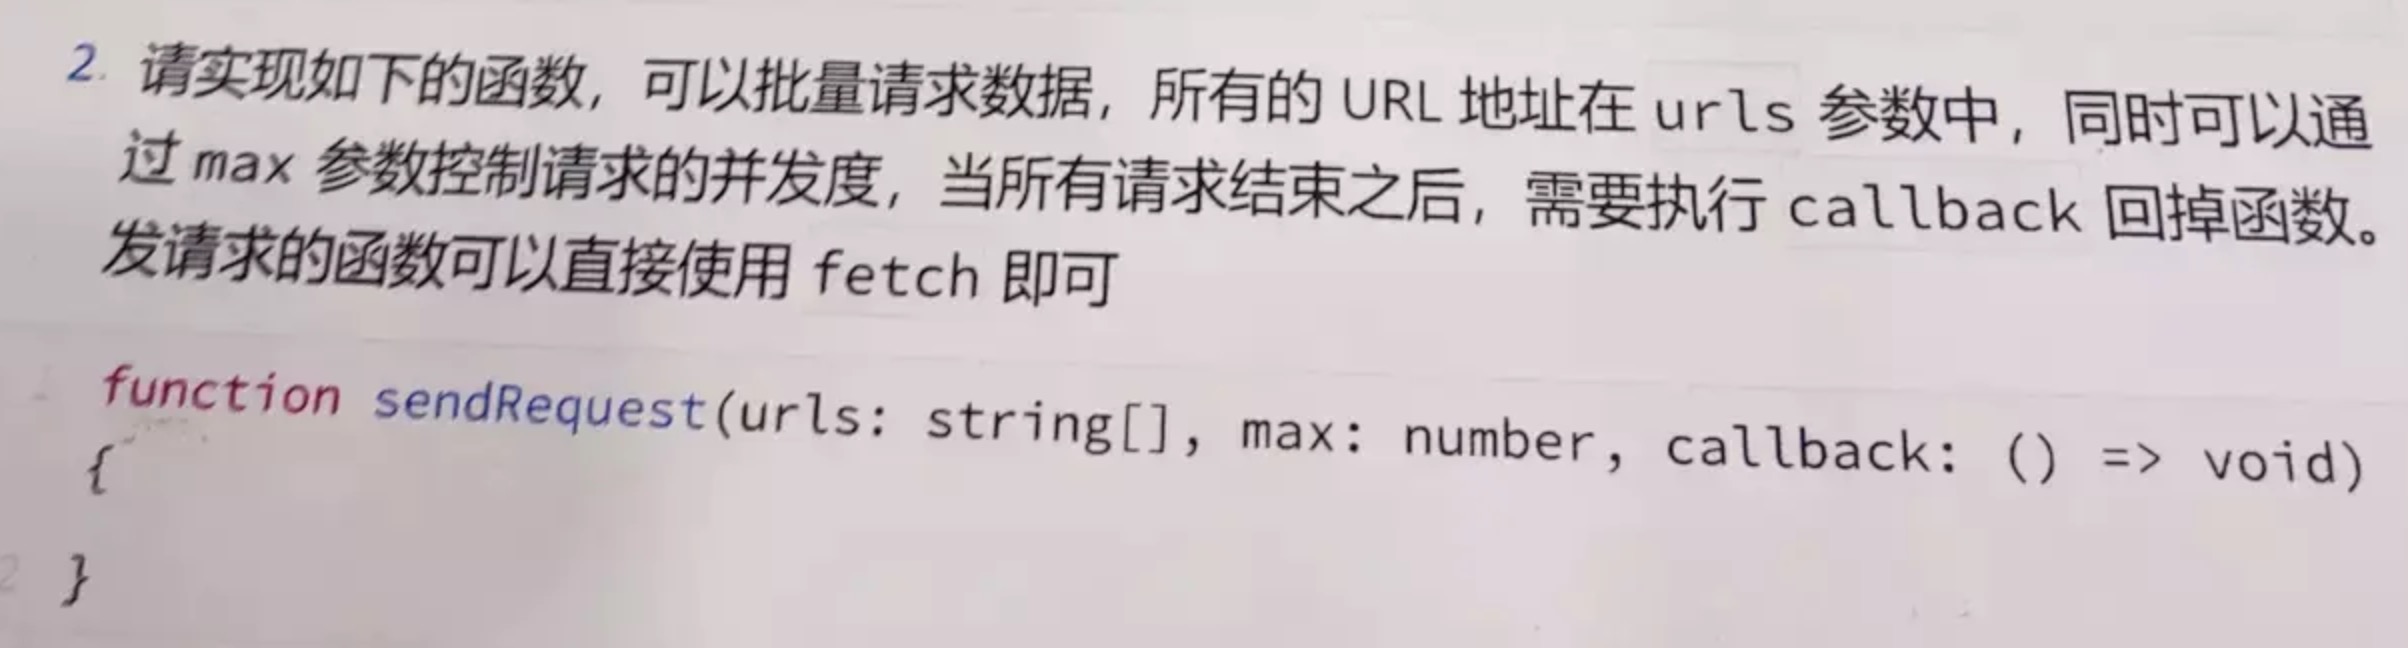 2. 请实现如下的函数，可以批量请求数据，所有的 URL 地址在 urls 参数中，同时可以通
过 max 参数控制请求的并发度，当所有请求结束之后，需要执行 callback 回掉函数。
发请求的函数可以直接使用 fetch 即可
1 function sendRequest(urls: string[], max: number, callback: () => void)
{
2 }